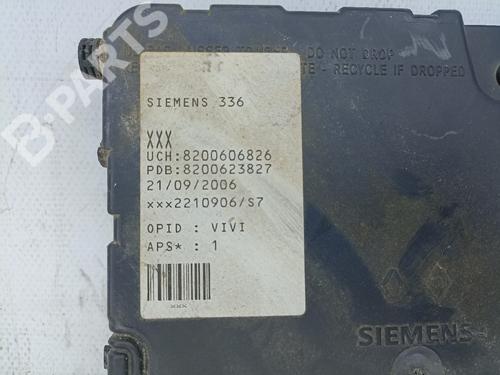 DO NOT DROP
- RECYCLE IF DROPPED
SIEMENS 336
XXX
UCH:8200606826
PDB:8200623827
21/09/2006
xxx2210906/S7
OPID : VIVI
APS* : 1
xxx
SIEMENS
B-PARTS